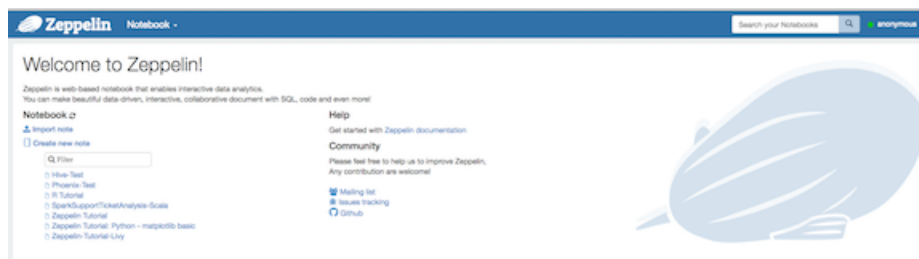 Zeppelin Notebook
Search your Notebooks
anonymous
Welcome to Zeppelin!
Zeppelin is web-based notebook that enables interactive data analytics.
You can make beautiful data-driven, interactive, collaborative document with SQL, code and even more!
Notebook
Import note
Create new note
Filter
Hive-Test
Phoenix-Test
R Tutorial
SparkSupportTicketAnalysis-Scala
Zeppelin Tutorial
Zeppelin Tutorial: Python - matplotlib basic
Zeppelin-Tutorial-Livy
Help
Get started with Zeppelin documentation
Community
Please feel free to help us to improve Zeppelin,
Any contribution are welcome!
Mailing list
Issues tracking
Github